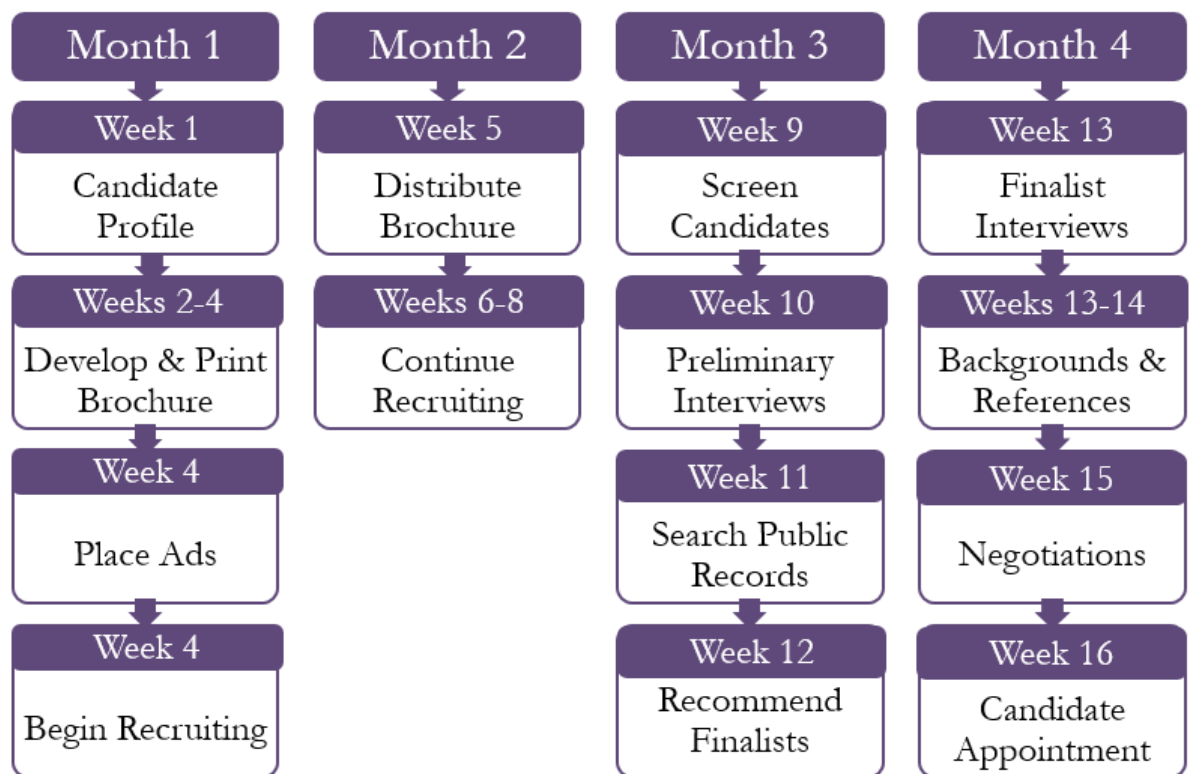 Month 1
Week 1
Candidate
Profile
Weeks 2-4
Develop & Print
Brochure
Week 4
Place Ads
Week 4
Begin Recruiting
Month 2
Week 5
Distribute
Brochure
Weeks 6-8
Continue
Recruiting
Month 3
Week 9
Screen
Candidates
Week 10
Preliminary
Interviews
Week 11
Search Public
Records
Week 12
Recommend
Finalists
Month 4
Week 13
Finalist
Interviews
Weeks 13-14
Backgrounds &
References
Week 15
Negotiations
Week 16
Candidate
Appointment